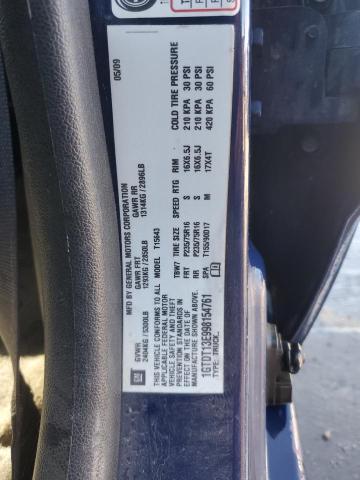 MFD BY GENERAL MOTORS CORPORATION 05/09
GVWR GAWR FRT GAWR RR
2404KG/5300LB 1293KG/2850LB 1314KG/2896LB
THIS VEHICLE CONFORMS TO ALL
APPLICABLE FEDERAL MOTOR
VEHICLE SAFETY AND THEFT
PREVENTION STANDARDS IN
EFFECT ON THE DATE OF
MANUFACTURE SHOWN ABOVE.
1GTDT13E998154761
TYPE: TRUCK
MODEL T15643
TBW7 TIRE SIZE SPEED RTG RIM COLD TIRE PRESSURE
FRT P235/75R16 S 16X6.5J 210 KPA 30 PSI
RR P235/75R16 S 16X6.5J 210 KPA 30 PSI
SPA T155/90D17 M 17X4T 420 KPA 60 PSI
GM